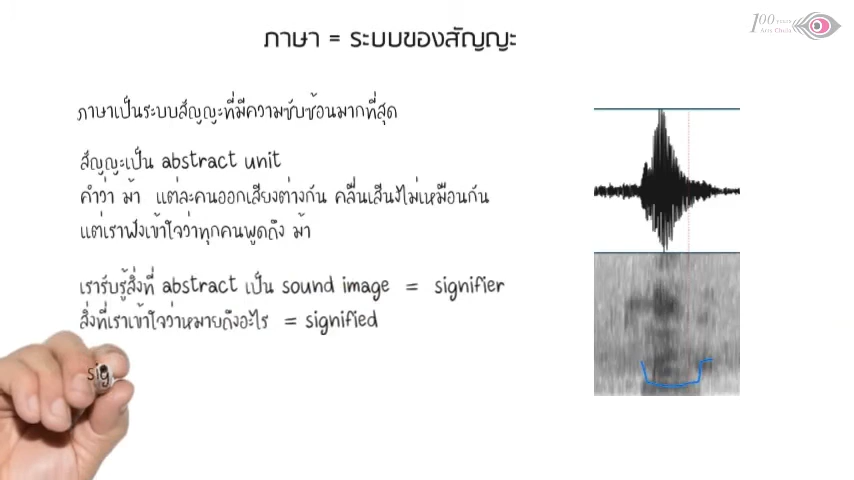 ภาษา = ระบบของสัญญะ
100 years
Arts Chula
ภาษาเป็นระบบสัญญะที่มีความซับซ้อนมากที่สุด
สัญญะเป็น abstract unit
คำว่า ม้า แต่ละคนออกเสียงต่างกัน คลื่นเสียงไม่เหมือนกัน
แต่เราฟังเข้าใจว่าทุกคนพูดถึง ม้า
เรารับรู้สิ่งที่ abstract เป็น sound image = signifier
สิ่งที่เราเข้าใจว่าหมายถึงอะไร = signified
sig